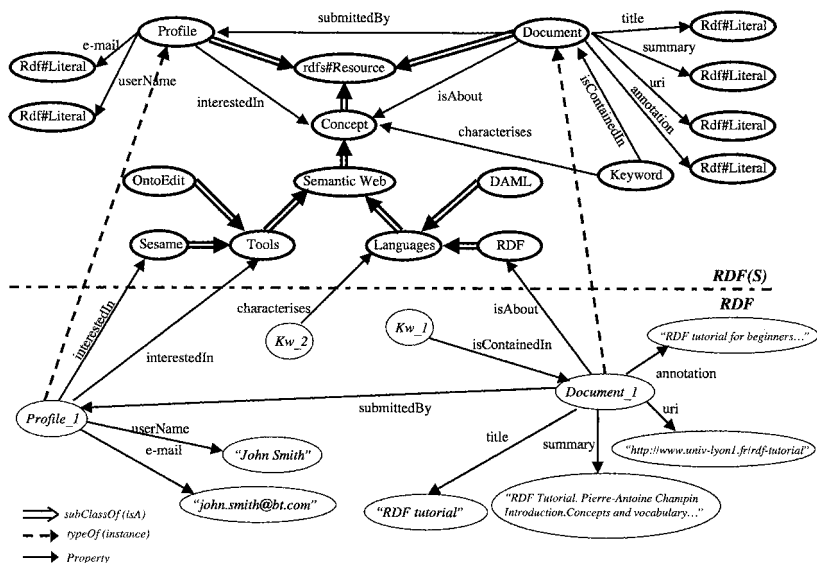 submittedBy
Profile
Document
title
Rdf#Literal
e-mail
summary
Rdf#Literal
rdfs#Resource
Rdf#Literal
userName
interestedIn
isAbout
isContainedIn
uri
annotation
Rdf#Literal
Concept
characterises
Rdf#Literal
Rdf#Literal
OntoEdit
Semantic Web
DAML
Keyword
Sesame
Tools
Languages
RDF
RDF(S)
RDF
interestedIn
characterises
isAbout
Kw_2
Kw_1
"RDF tutorial for beginners..."
interestedIn
isContainedIn
annotation
Profile_1
submittedBy
Document_1
uri
userName
title
summary
e-mail
"John Smith"
"http://www.univ-lyon1.fr/rdf-tutorial"
"john.smith@bt.com"
"RDF tutorial"
"RDF Tutorial. Pierre-Antoine Champin
Introduction.Concepts and vocabulary..."
subClassOf (isA)
typeOf (instance)
Property